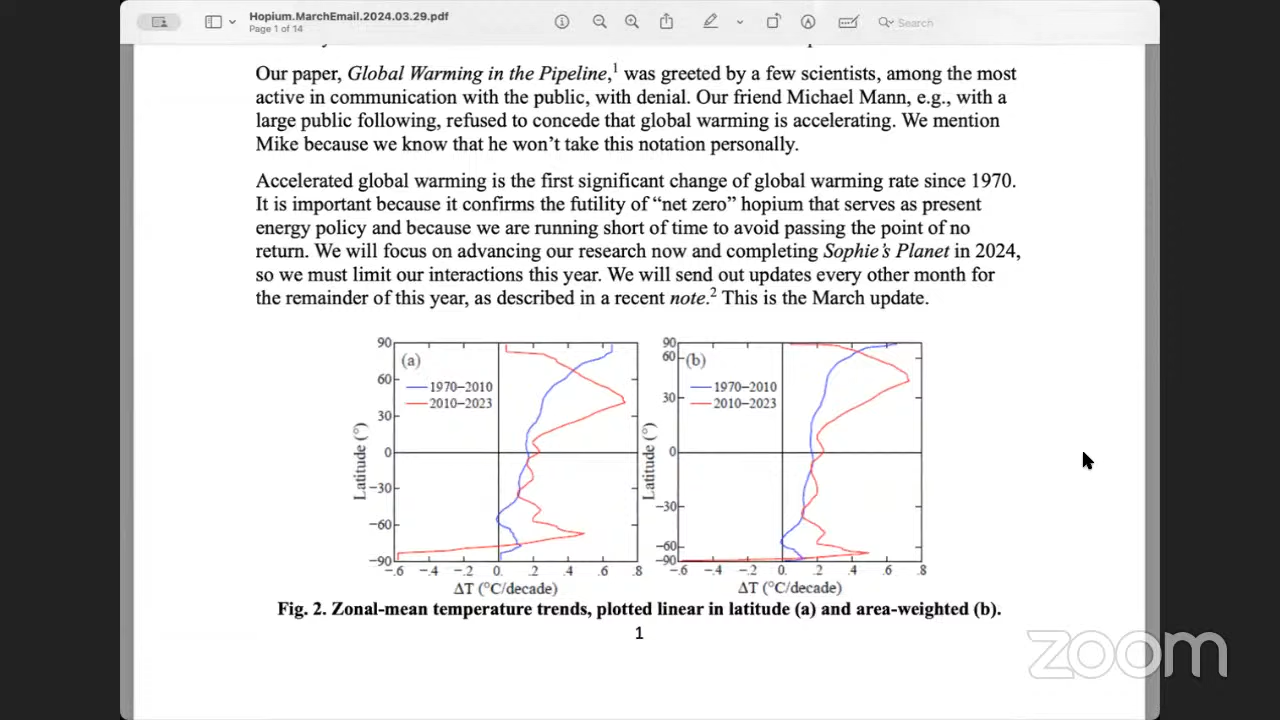 Hopium.MarchEmail.2024.03.29.pdf
Page 1 of 14
Search
Our paper, Global Warming in the Pipeline,1 was greeted by a few scientists, among the most
active in communication with the public, with denial. Our friend Michael Mann, e.g., with a
large public following, refused to concede that global warming is accelerating. We mention
Mike because we know that he won’t take this notation personally.
Accelerated global warming is the first significant change of global warming rate since 1970.
It is important because it confirms the futility of “net zero” hopium that serves as present
energy policy and because we are running short of time to avoid passing the point of no
return. We will focus on advancing our research now and completing Sophie’s Planet in 2024,
so we must limit our interactions this year. We will send out updates every other month for
the remainder of this year, as described in a recent note.2 This is the March update.
90
60
30
0
−30
−60
−90
Latitude (°)
(a)
1970−2010
2010−2023
-.6 -.4 -.2 0. .2 .4 .6 .8
ΔT (°C/decade)
90
60
30
0
−30
−60
−90
Latitude (°)
(b)
1970−2010
2010−2023
-.6 -.4 -.2 0. .2 .4 .6 .8
ΔT (°C/decade)
Fig. 2. Zonal-mean temperature trends, plotted linear in latitude (a) and area-weighted (b).
1
zoom